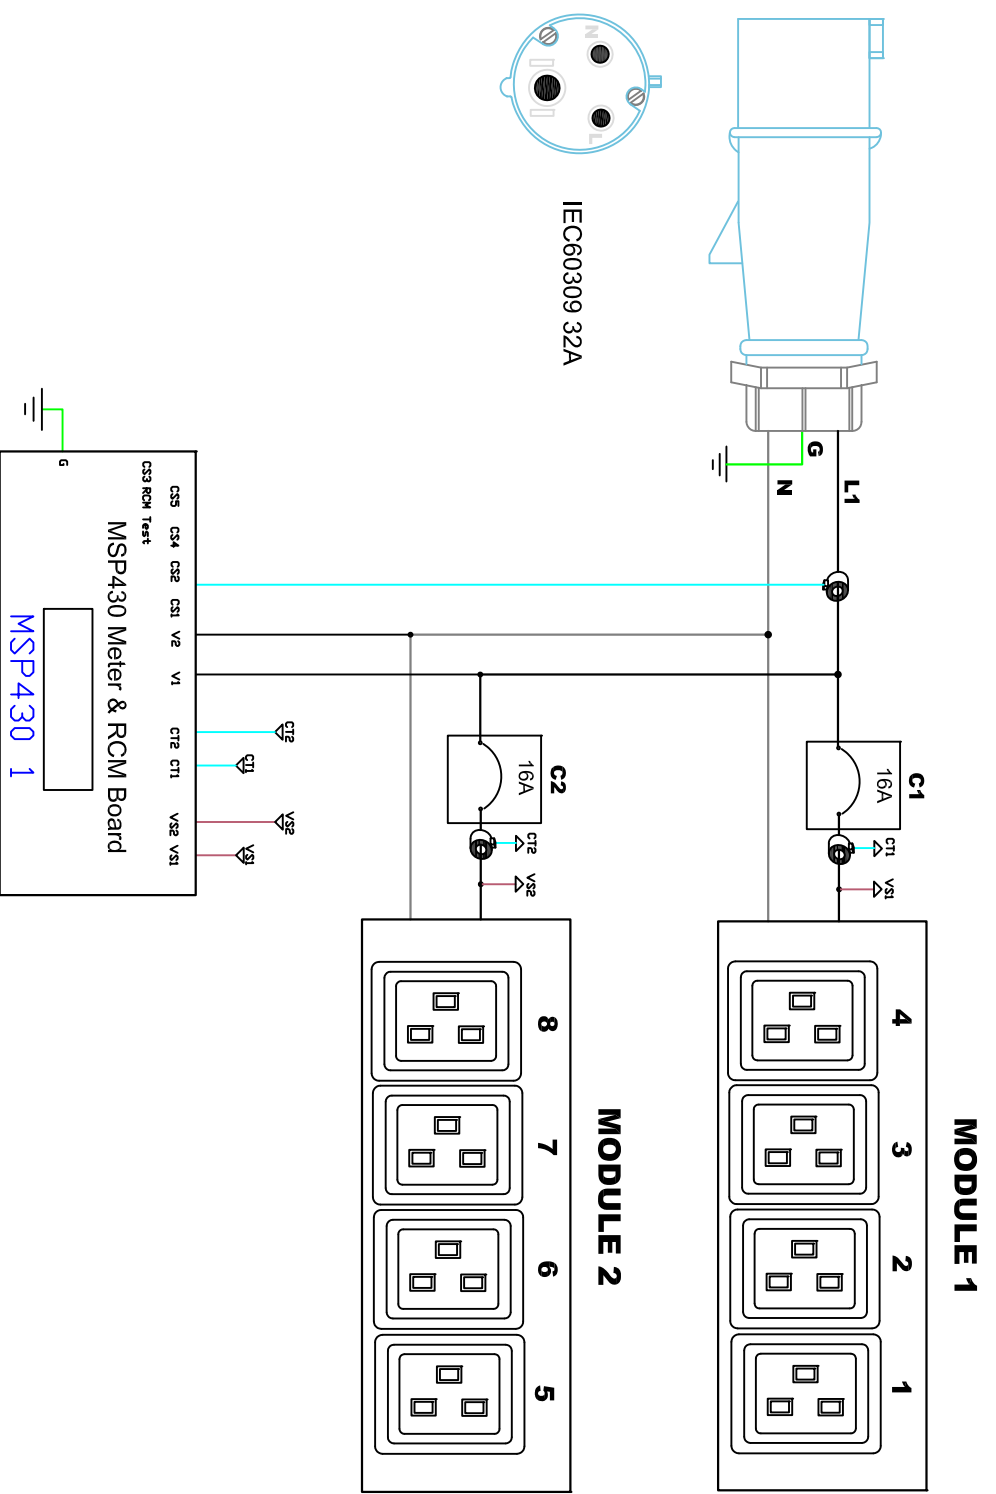 IEC60309 32A
N
L
G
N
L1
C1
16A
CT1
VS1
C2
16A
CT2
VS2
MODULE 1
4
3
2
1
MODULE 2
8
7
6
5
G
CS3 RCM Test
CS5
CS4
CS2
CS1
V2
V1
CT2
CT1
VS2
VS1
MSP430 Meter & RCM Board
MSP430 1
CT2
CT1
VS2
VS1